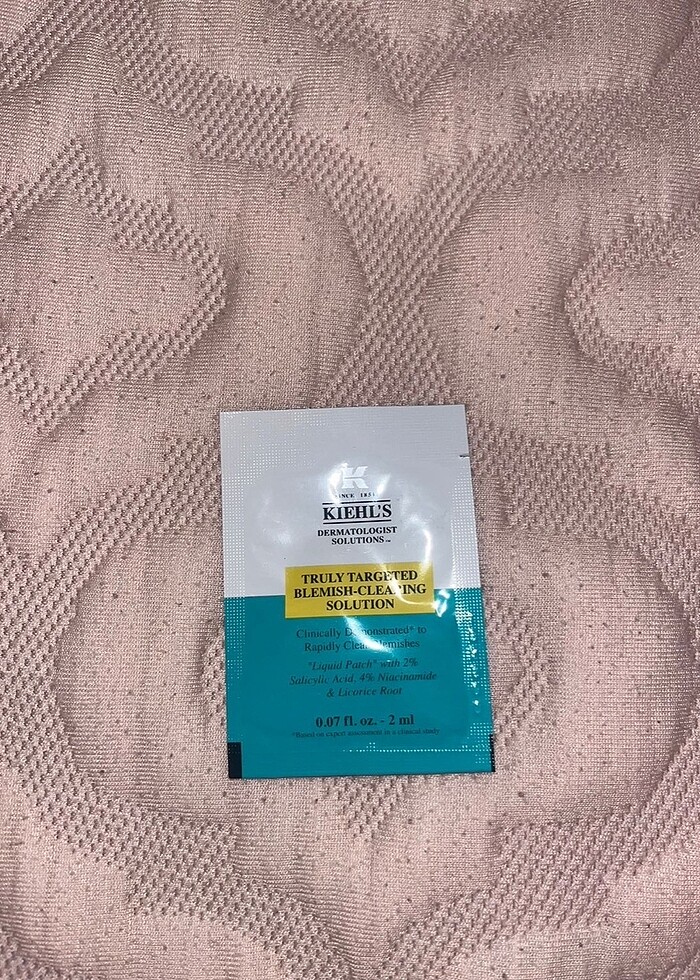 K
SINCE 1851
KIEHL'S
DERMATOLOGIST
SOLUTIONS™
TRULY TARGETED
BLEMISH-CLEARING
SOLUTION
Clinically Demonstrated* to
Rapidly Clear Blemishes
"Liquid Patch" with 2%
Salicylic Acid, 4% Niacinamide
& Licorice Root
0.07 fl. oz. - 2 ml
*Based on expert assessment in a clinical study